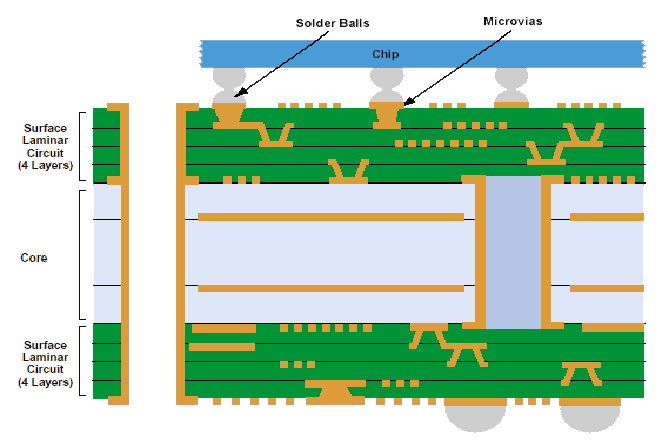 Solder Balls
Microvias
Chip
Surface
Laminar
Circuit
(4 Layers)
Core
Surface
Laminar
Circuit
(4 Layers)